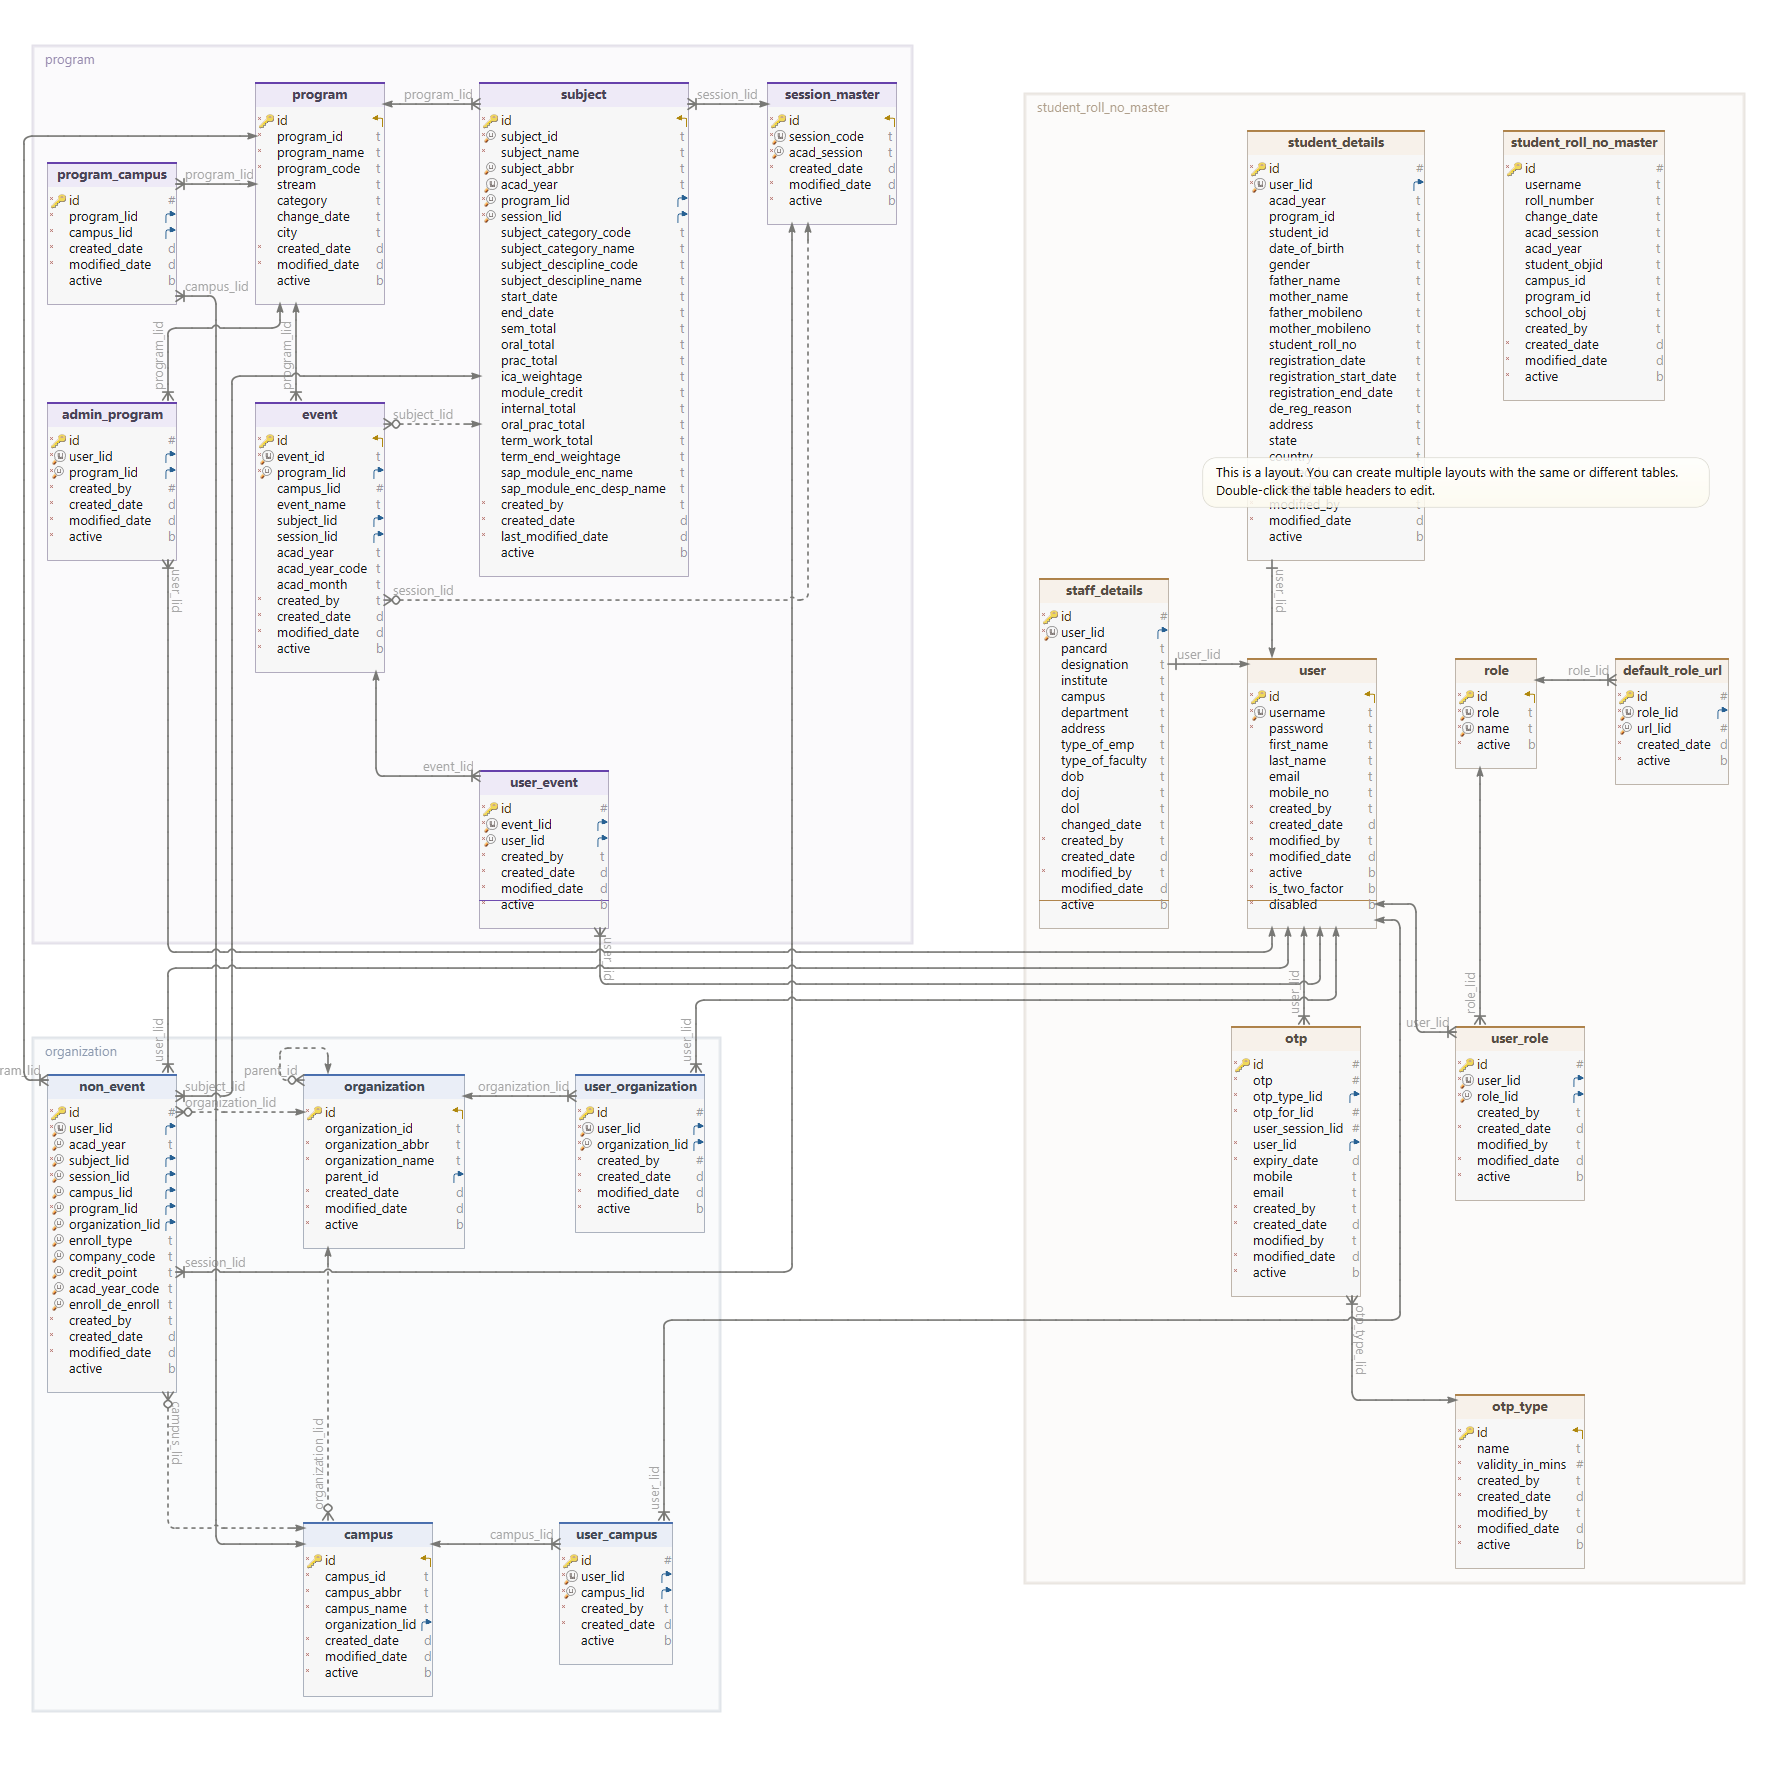 program
program
id
program_id
program_name
program_code
stream
category
change_date
city
created_date
modified_date
active
program_lid
subject
id
subject_id
subject_name
subject_abbr
acad_year
program_lid
session_lid
subject_category_code
subject_category_name
subject_descipline_code
subject_descipline_name
start_date
end_date
sem_total
oral_total
prac_total
ica_weightage
module_credit
internal_total
oral_prac_total
term_work_total
term_end_weightage
sap_module_enc_name
sap_module_enc_desp_name
created_by
created_date
last_modified_date
active
session_lid
session_master
id
session_code
acad_session
created_date
modified_date
active
program_campus
id
program_lid
campus_lid
created_date
modified_date
active
program_lid
campus_lid
program_lid
program_lid
admin_program
id
user_lid
program_lid
created_by
created_date
modified_date
active
user_lid
event
id
event_id
program_lid
campus_lid
event_name
subject_lid
session_lid
acad_year
acad_year_code
acad_month
created_by
created_date
modified_date
active
subject_lid
session_lid
event_lid
user_event
id
event_lid
user_lid
created_by
created_date
modified_date
active
user_lid
student_roll_no_master
student_details
id
user_lid
acad_year
program_id
student_id
date_of_birth
gender
father_name
mother_name
father_mobileno
mother_mobileno
student_roll_no
registration_date
registration_start_date
registration_end_date
de_reg_reason
address
state
country
This is a layout. You can create multiple layouts with the same or different tables.
Double-click the table headers to edit.
modified_by
modified_date
active
user_lid
student_roll_no_master
id
username
roll_number
change_date
acad_session
acad_year
student_objid
campus_id
program_id
school_obj
created_by
created_date
modified_date
active
staff_details
id
user_lid
pancard
designation
institute
campus
department
address
type_of_emp
type_of_faculty
dob
doj
dol
changed_date
created_by
created_date
modified_by
modified_date
active
user_lid
user
id
username
password
first_name
last_name
email
mobile_no
created_by
created_date
modified_by
modified_date
active
is_two_factor
disabled
role
id
role
name
active
role_lid
default_role_url
id
role_lid
url_lid
created_date
active
user_lid
role_lid
user_lid
otp
id
otp
otp_type_lid
otp_for_lid
user_session_lid
user_lid
expiry_date
mobile
email
created_by
created_date
modified_by
modified_date
active
otp_type_lid
user_role
id
user_lid
role_lid
created_by
created_date
modified_by
modified_date
active
otp_type
id
name
validity_in_mins
created_by
created_date
modified_by
modified_date
active
organization
user_lid
user_lid
ram_lid
non_event
id
user_lid
acad_year
subject_lid
session_lid
campus_lid
program_lid
organization_lid
enroll_type
company_code
credit_point
acad_year_code
enroll_de_enroll
created_by
created_date
modified_date
active
subject_lid
organization_lid
session_lid
campus_lid
parent_id
organization
id
organization_id
organization_abbr
organization_name
parent_id
created_date
modified_date
active
organization_lid
user_organization
id
user_lid
organization_lid
created_by
created_date
modified_date
active
organization_lid
user_lid
campus
id
campus_id
campus_abbr
campus_name
organization_lid
created_date
modified_date
active
campus_lid
user_campus
id
user_lid
campus_lid
created_by
created_date
active